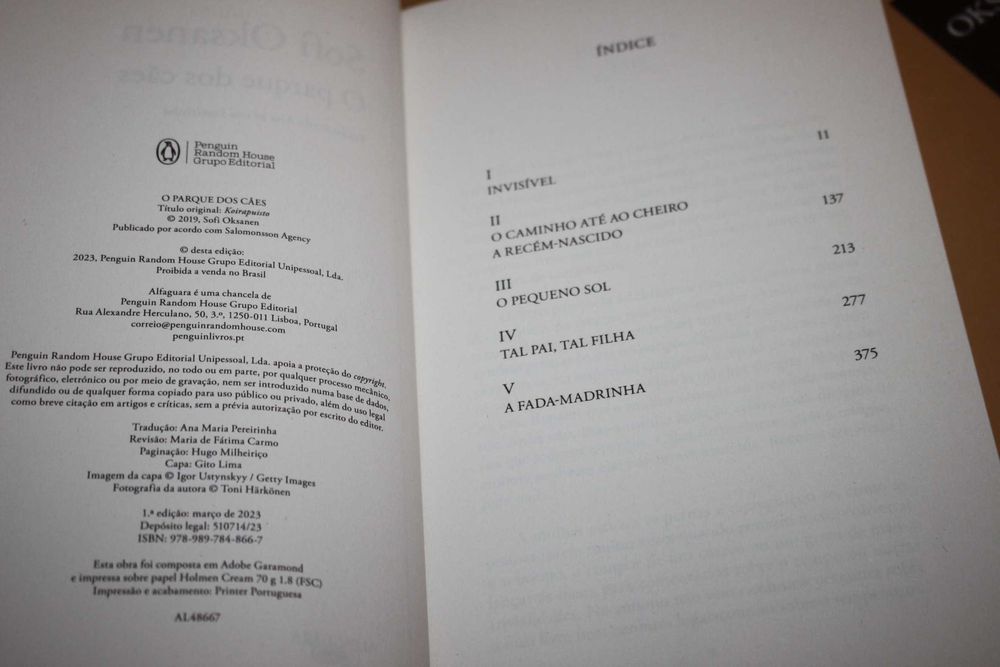 Penguin
Random House
Grupo Editorial
O PARQUE DOS CÃES
Título original: Koirapuisto
© 2019, Sofi Oksanen
Publicado por acordo com Salomonsson Agency
© desta edição:
2023, Penguin Random House Grupo Editorial Unipessoal, Lda.
Proibida a venda no Brasil
Alfaguara é uma chancela de
Penguin Random House Grupo Editorial
Rua Alexandre Herculano, 50, 3.º, 1250-011 Lisboa, Portugal
correio@penguinrandomhouse.com
penguinlivros.pt
Penguin Random House Grupo Editorial Unipessoal, Lda. apoia a proteção do copyright.
Este livro não pode ser reproduzido, no todo ou em parte, por qualquer processo mecânico,
fotográfico, eletrónico ou por meio de gravação, nem ser introduzido numa base de dados,
difundido ou de qualquer forma copiado para uso público ou privado, além do uso legal
como breve citação em artigos e críticas, sem a prévia autorização por escrito do editor.
Tradução: Ana Maria Pereirinha
Revisão: Maria de Fátima Carmo
Paginação: Hugo Milheiriço
Capa: Gito Lima
Imagem da capa © Igor Ustynskyy / Getty Images
Fotografia da autora © Toni Härkönen
1.ª edição: março de 2023
Depósito legal: 510714/23
ISBN: 978-989-784-866-7
Esta obra foi composta em Adobe Garamond
e impressa sobre papel Holmen Cream 70 g 1.8 (FSC)
Impressão e acabamento: Printer Portuguesa
AL48667
ÍNDICE
I
INVISÍVEL 11
II
O CAMINHO ATÉ AO CHEIRO
A RECÉM-NASCIDO 137
III
O PEQUENO SOL 213
IV
TAL PAI, TAL FILHA 277
V
A FADA-MADRINHA 375